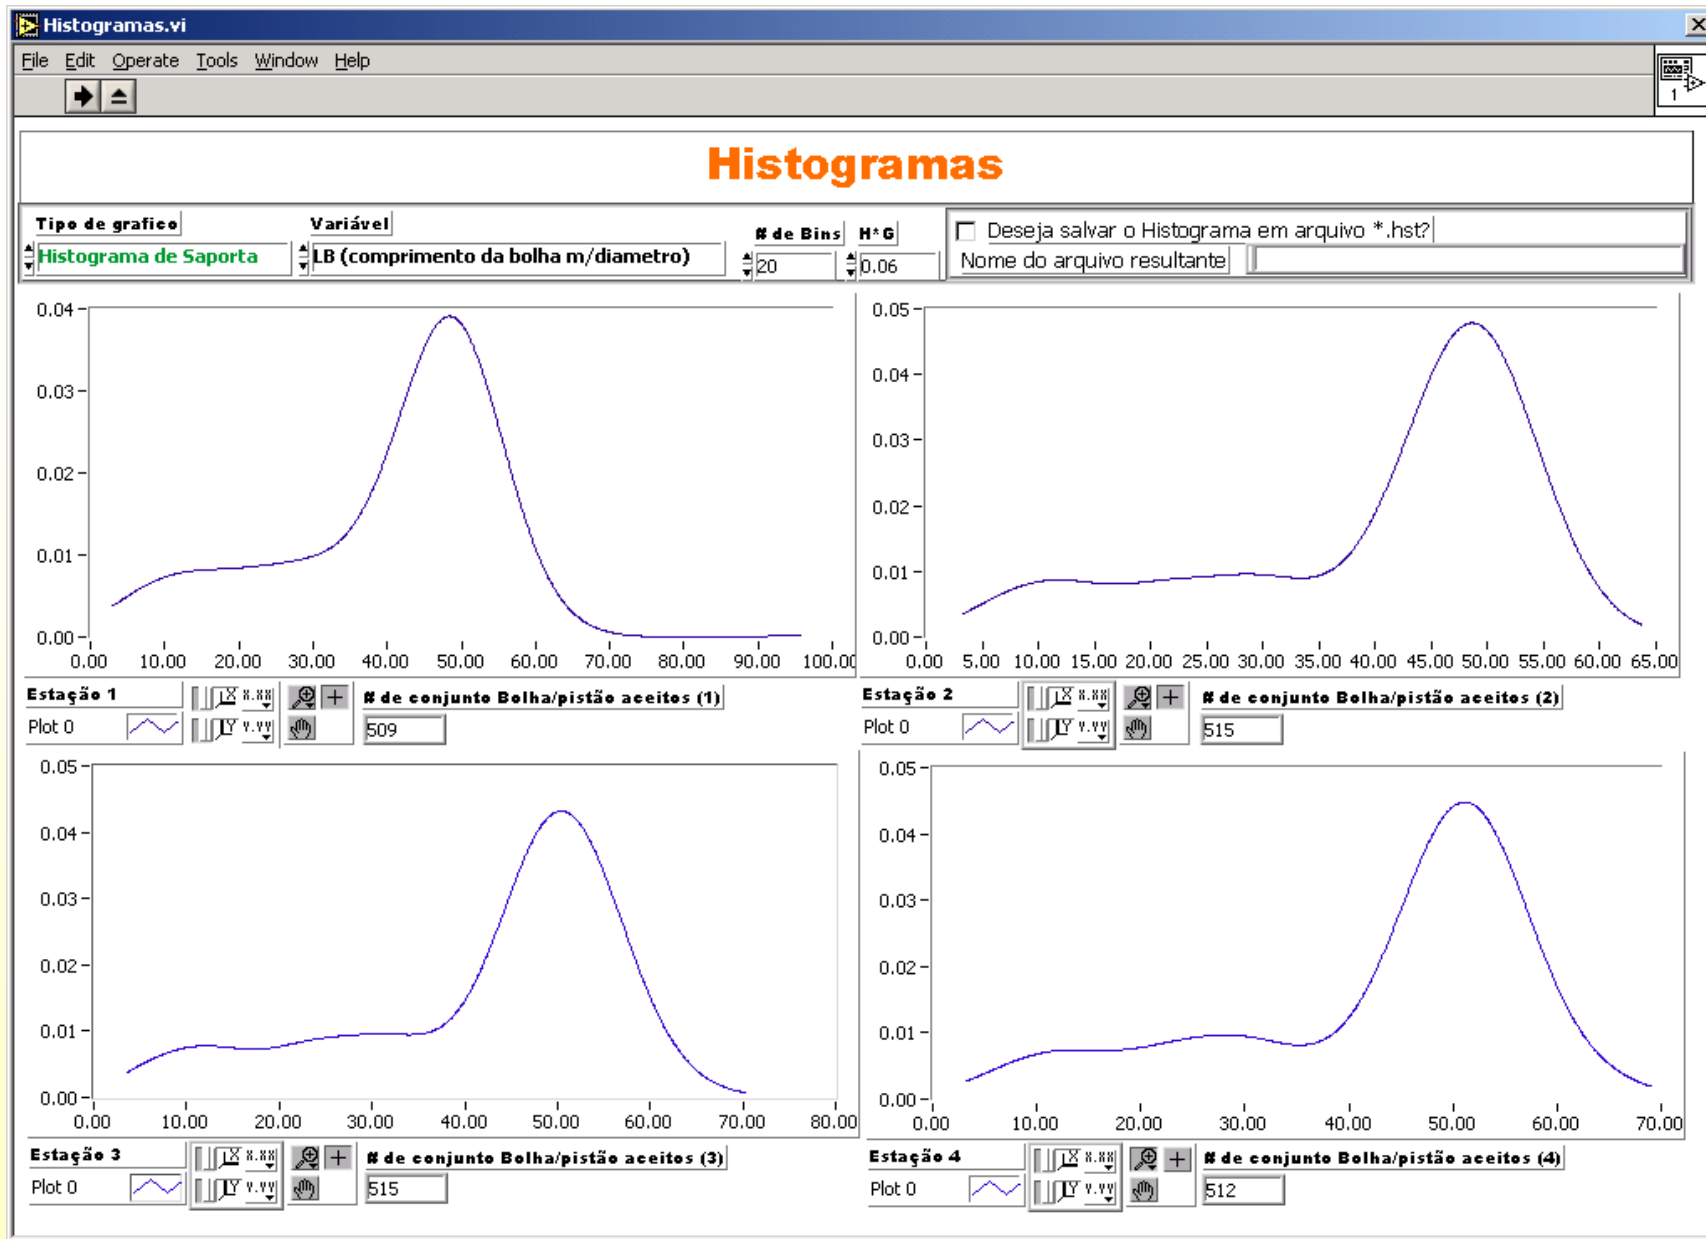 Histogramas.vi
File Edit Operate Tools Window Help
1
Histogramas
Tipo de grafico Variável # de Bins H*G
Histograma de Saporta LB (comprimento da bolha m/diametro) 20 0.06
Deseja salvar o Histograma em arquivo *.hst?
Nome do arquivo resultante
0.04
0.03
0.02
0.01
0.00
0.00 10.00 20.00 30.00 40.00 50.00 60.00 70.00 80.00 90.00 100.00
Estação 1 X X.XX # de conjunto Bolha/pistão aceitos (1)
Plot 0 Y Y.YY 509
0.05
0.04
0.03
0.02
0.01
0.00
0.00 5.00 10.00 15.00 20.00 25.00 30.00 35.00 40.00 45.00 50.00 55.00 60.00 65.00
Estação 2 X X.XX # de conjunto Bolha/pistão aceitos (2)
Plot 0 Y Y.YY 515
0.05
0.04
0.03
0.02
0.01
0.00
0.00 10.00 20.00 30.00 40.00 50.00 60.00 70.00 80.00
Estação 3 X X.XX # de conjunto Bolha/pistão aceitos (3)
Plot 0 Y Y.YY 515
0.05
0.04
0.03
0.02
0.01
0.00
0.00 10.00 20.00 30.00 40.00 50.00 60.00 70.00
Estação 4 X X.XX # de conjunto Bolha/pistão aceitos (4)
Plot 0 Y Y.YY 512